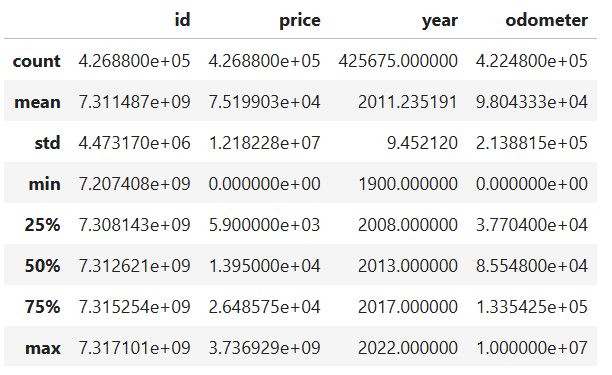 id price year odometer
count 4.268800e+05 4.268800e+05 425675.000000 4.224800e+05
mean 7.311487e+09 7.519903e+04 2011.235191 9.804333e+04
std 4.473170e+06 1.218228e+07 9.452120 2.138815e+05
min 7.207408e+09 0.000000e+00 1900.000000 0.000000e+00
25% 7.308143e+09 5.900000e+03 2008.000000 3.770400e+04
50% 7.312621e+09 1.395000e+04 2013.000000 8.554800e+04
75% 7.315254e+09 2.648575e+04 2017.000000 1.335425e+05
max 7.317101e+09 3.736929e+09 2022.000000 1.000000e+07